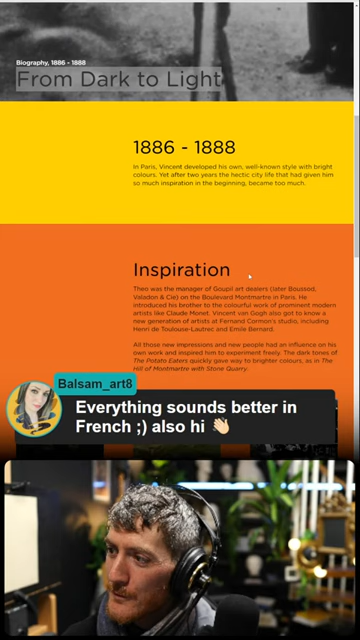 Biography, 1886 - 1888
From Dark to Light
1886 - 1888
In Paris, Vincent developed his own, well-known style with bright
colours. Yet after two years the hectic city life that had given him
so much inspiration in the beginning, became too much.
Inspiration
Theo was the manager of Goupil art dealers (later Boussod,
Valadon & Cie) on the Boulevard Montmartre in Paris. He
introduced his brother to the colourful work of prominent modern
artists like Claude Monet. Vincent van Gogh also got to know a
new generation of artists at Fernand Cormon's studio, including
Henri de Toulouse-Lautrec and Emile Bernard.
All those new impressions and new people had an influence on his
own work and inspired him to experiment freely. The dark tones of
The Potato Eaters quickly gave way to brighter colours, as in The
Hill of Montmartre with Stone Quarry.
Balsam_art8
Everything sounds better in
French ;) also hi 👋🏻